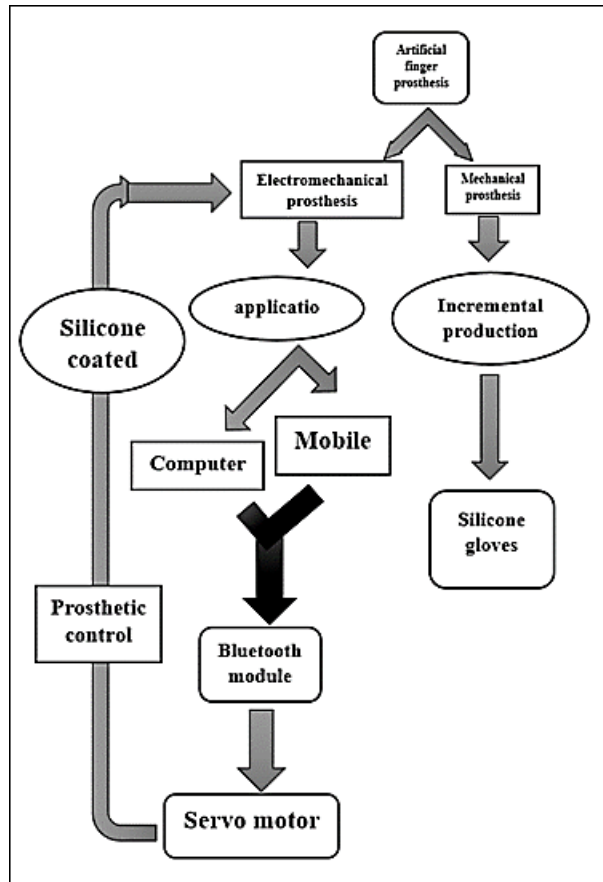 Artificial
finger
prosthesis
Electromechanical
prosthesis
Mechanical
prosthesis
applicatio
Incremental
production
Silicone
coated
Computer
Mobile
Silicone
gloves
Prosthetic
control
Bluetooth
module
Servo motor